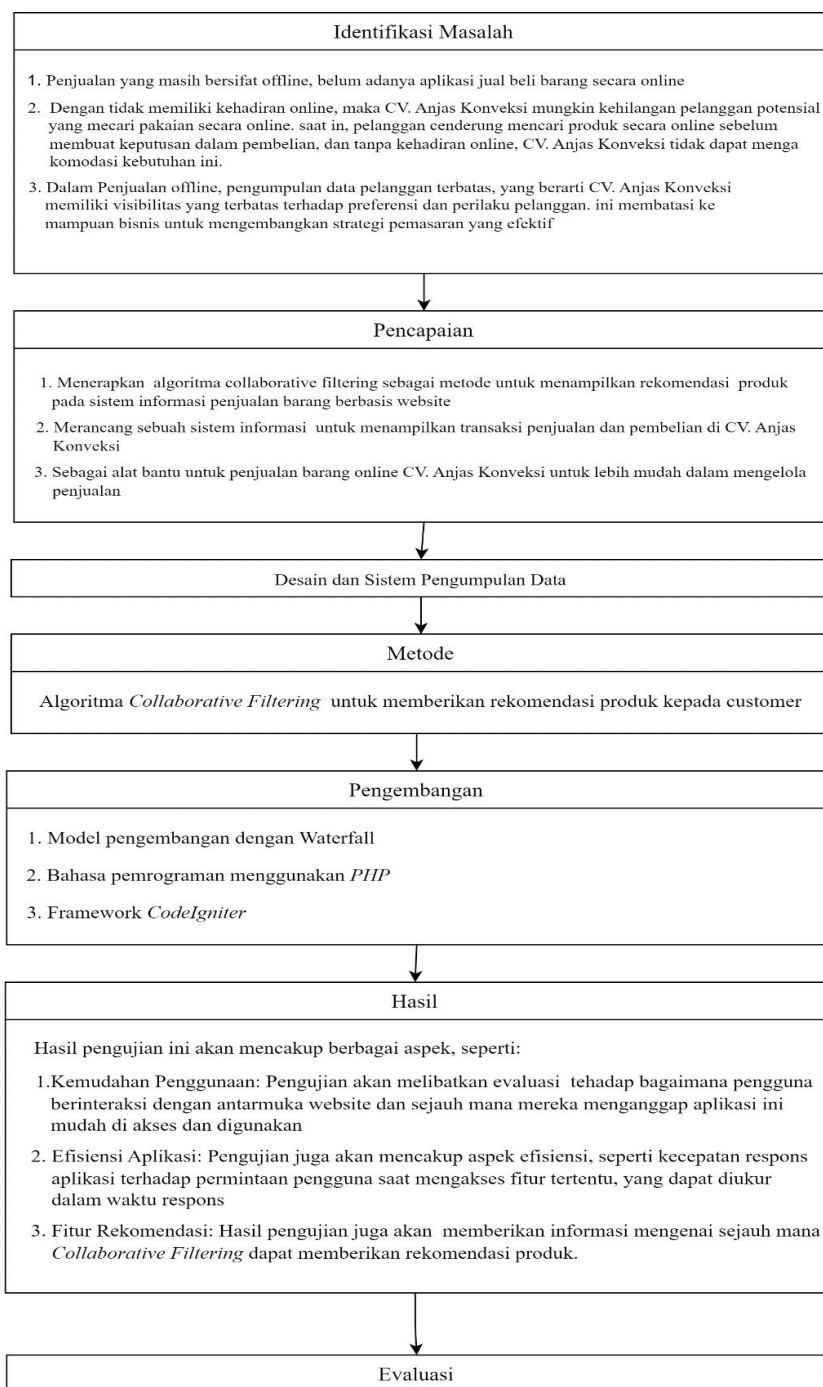 Identifikasi Masalah
1. Penjualan yang masih bersifat offline, belum adanya aplikasi jual beli barang secara online
2. Dengan tidak memiliki kehadiran online, maka CV. Anjas Konveksi mungkin kehilangan pelanggan potensial
yang mecari pakaian secara online. saat in, pelanggan cenderung mencari produk secara online sebelum
membuat keputusan dalam pembelian, dan tanpa kehadiran online, CV. Anjas Konveksi tidak dapat menga
komodasi kebutuhan ini.
3. Dalam Penjualan offline, pengumpulan data pelanggan terbatas, yang berarti CV. Anjas Konveksi
memiliki visibilitas yang terbatas terhadap preferensi dan perilaku pelanggan. ini membatasi ke
mampuan bisnis untuk mengembangkan strategi pemasaran yang efektif
Pencapaian
1. Menerapkan algoritma collaborative filtering sebagai metode untuk menampilkan rekomendasi produk
pada sistem informasi penjualan barang berbasis website
2. Merancang sebuah sistem informasi untuk menampilkan transaksi penjualan dan pembelian di CV. Anjas
Konveksi
3. Sebagai alat bantu untuk penjualan barang online CV. Anjas Konveksi untuk lebih mudah dalam mengelola
penjualan
Desain dan Sistem Pengumpulan Data
Metode
Algoritma Collaborative Filtering untuk memberikan rekomendasi produk kepada customer
Pengembangan
1. Model pengembangan dengan Waterfall
2. Bahasa pemrograman menggunakan PHP
3. Framework CodeIgniter
Hasil
Hasil pengujian ini akan mencakup berbagai aspek, seperti:
1.Kemudahan Penggunaan: Pengujian akan melibatkan evaluasi tehadap bagaimana pengguna
berinteraksi dengan antarmuka website dan sejauh mana mereka menganggap aplikasi ini
mudah di akses dan digunakan
2. Efisiensi Aplikasi: Pengujian juga akan mencakup aspek efisiensi, seperti kecepatan respons
aplikasi terhadap permintaan pengguna saat mengakses fitur tertentu, yang dapat diukur
dalam waktu respons
3. Fitur Rekomendasi: Hasil pengujian juga akan memberikan informasi mengenai sejauh mana
Collaborative Filtering dapat memberikan rekomendasi produk.
Evaluasi